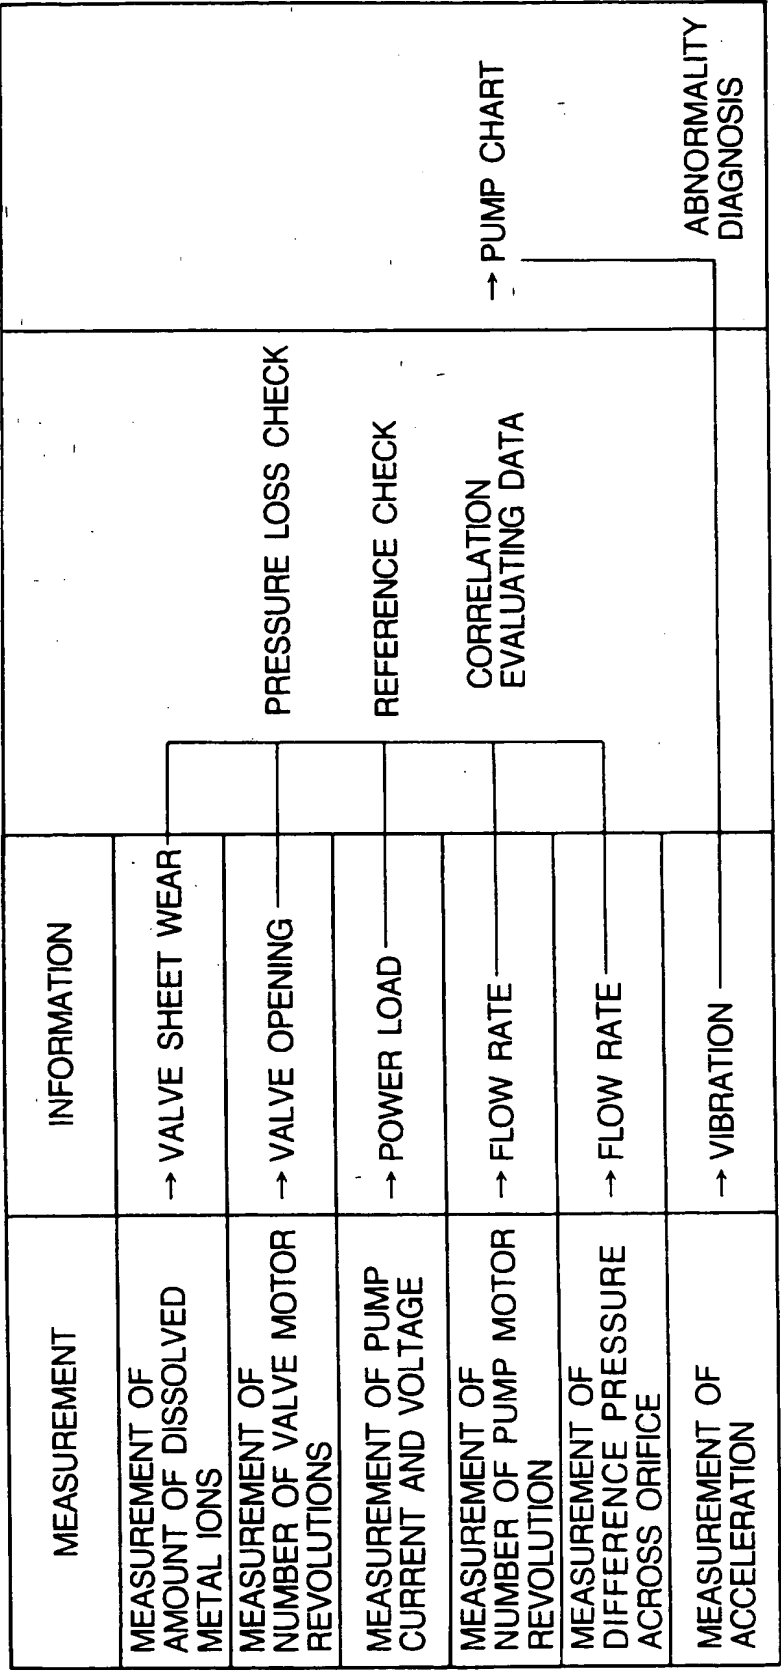 MEASUREMENT
INFORMATION
MEASUREMENT OF
AMOUNT OF DISSOLVED
METAL IONS
→ VALVE SHEET WEAR
MEASUREMENT OF
NUMBER OF VALVE MOTOR
REVOLUTIONS
→ VALVE OPENING
PRESSURE LOSS CHECK
MEASUREMENT OF PUMP
CURRENT AND VOLTAGE
→ POWER LOAD
REFERENCE CHECK
MEASUREMENT OF
NUMBER OF PUMP MOTOR
REVOLUTION
→ FLOW RATE
CORRELATION
EVALUATING DATA
→ PUMP CHART
MEASUREMENT OF
DIFFERENCE PRESSURE
ACROSS ORIFICE
→ FLOW RATE
MEASUREMENT OF
ACCELERATION
→ VIBRATION
ABNORMALITY
DIAGNOSIS